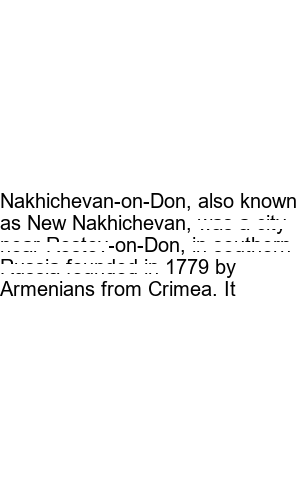 Nakhichevan-on-Don, also known
as New Nakhichevan, was a city
near Rostov-on-Don, in southern
Russia founded in 1779 by
Armenians from Crimea. It